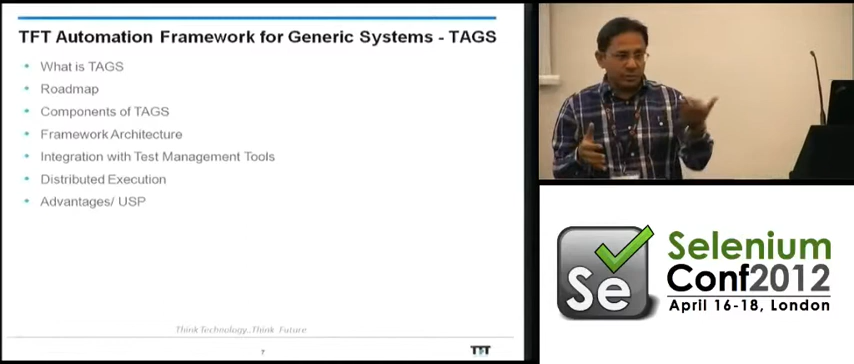 TFT Automation Framework for Generic Systems - TAGS
What is TAGS
Roadmap
Components of TAGS
Framework Architecture
Integration with Test Management Tools
Distributed Execution
Advantages/ USP
Think Technology..Think Future
7
TFT
Se
Selenium
Conf2012
April 16-18, London